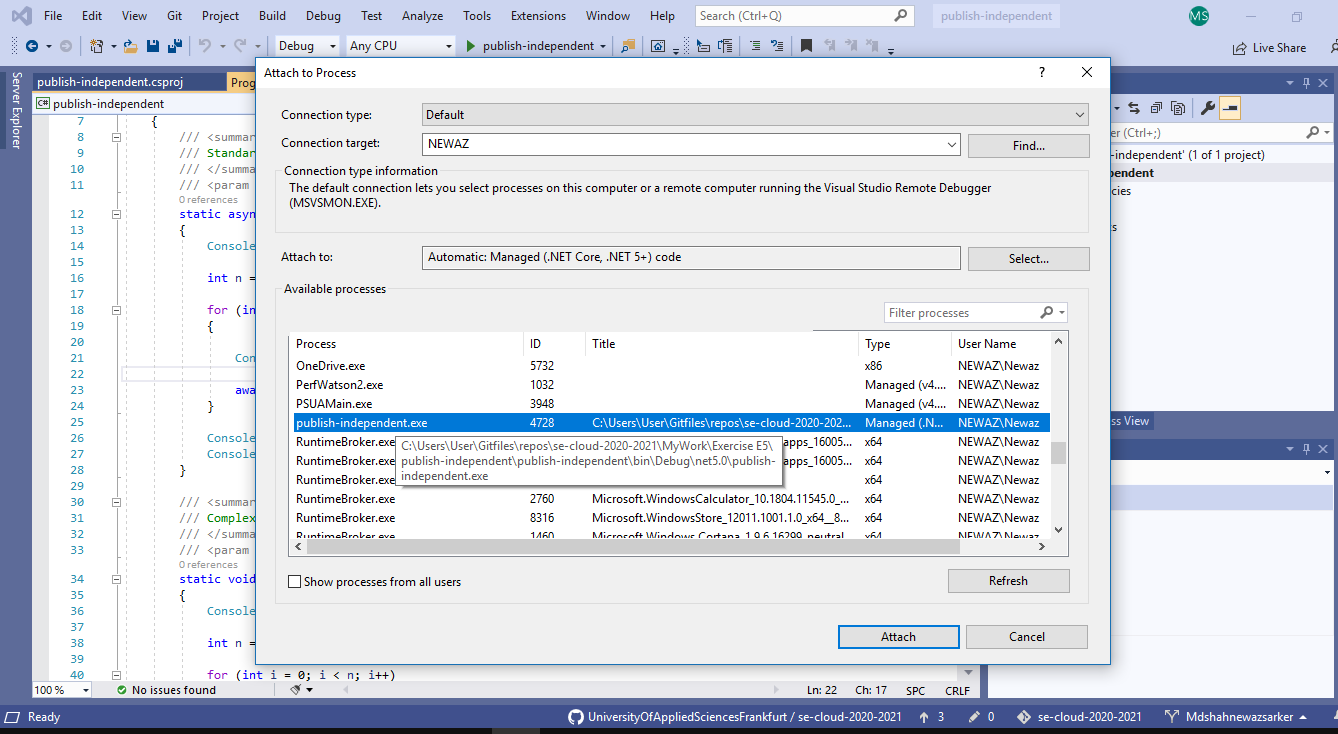 File Edit View Git Project Build Debug Test Analyze Tools Extensions Window Help Search (Ctrl+Q) publish-independent MS
Debug Any CPU publish-independent Live Share
Server Explorer
publish-independent.csproj Prog
C# publish-independent
Attach to Process ?
Connection type: Default
Connection target: NEWAZ Find...
Connection type information
The default connection lets you select processes on this computer or a remote computer running the Visual Studio Remote Debugger
(MSVSMON.EXE).
Attach to: Automatic: Managed (.NET Core, .NET 5+) code Select...
Available processes
Filter processes
Process ID Title Type User Name
OneDrive.exe 5732 x86 NEWAZ\Newaz
PerfWatson2.exe 1032 Managed (v4.... NEWAZ\Newaz
PSUAMain.exe 3948 Managed (v4.... NEWAZ\Newaz
publish-independent.exe 4728 C:\Users\User\Gitfiles\repos\se-cloud-2020-202... Managed (.N... NEWAZ\Newaz
RuntimeBroker.exe apps_16005... x64 NEWAZ\Newaz
RuntimeBroker.exe apps_16005... x64 NEWAZ\Newaz
RuntimeBroker.exe x64 NEWAZ\Newaz
C:\Users\User\Gitfiles\repos\se-cloud-2020-2021\MyWork\Exercise E5\
publish-independent\publish-independent\bin\Debug\net5.0\publish-
independent.exe
RuntimeBroker.exe 2760 Microsoft.WindowsCalculator_10.1804.11545.0_... x64 NEWAZ\Newaz
RuntimeBroker.exe 8316 Microsoft.WindowsStore_12011.1001.1.0_x64__8... x64 NEWAZ\Newaz
RuntimeBroker.exe 1460 Microsoft.Windows.Cortana_1.9.6.16299_neutral_ x64 NEWAZ\Newaz
Show processes from all users Refresh
Attach Cancel
7 {
8 /// <summar
9 /// Standar
10 /// </summa
11 /// <param
0 references
12 static asyn
13 {
14 Console
15
16 int n =
17
18 for (in
19 {
20
21 Con
22
23 awa
24 }
25
26 Console
27 Console
28 }
29
30 /// <summar
31 /// Complex
32 /// </summa
33 /// <param
0 references
34 static void
35 {
36 Console
37
38 int n =
39
40 for (int i = 0; i < n; i++)
er (Ctrl+;)
-independent' (1 of 1 project)
pendent
cies
s
ss View
100 % No issues found Ln: 22 Ch: 17 SPC CRLF
Ready UniversityOfAppliedSciencesFrankfurt / se-cloud-2020-2021 3 0 se-cloud-2020-2021 Mdshahnewazsarker